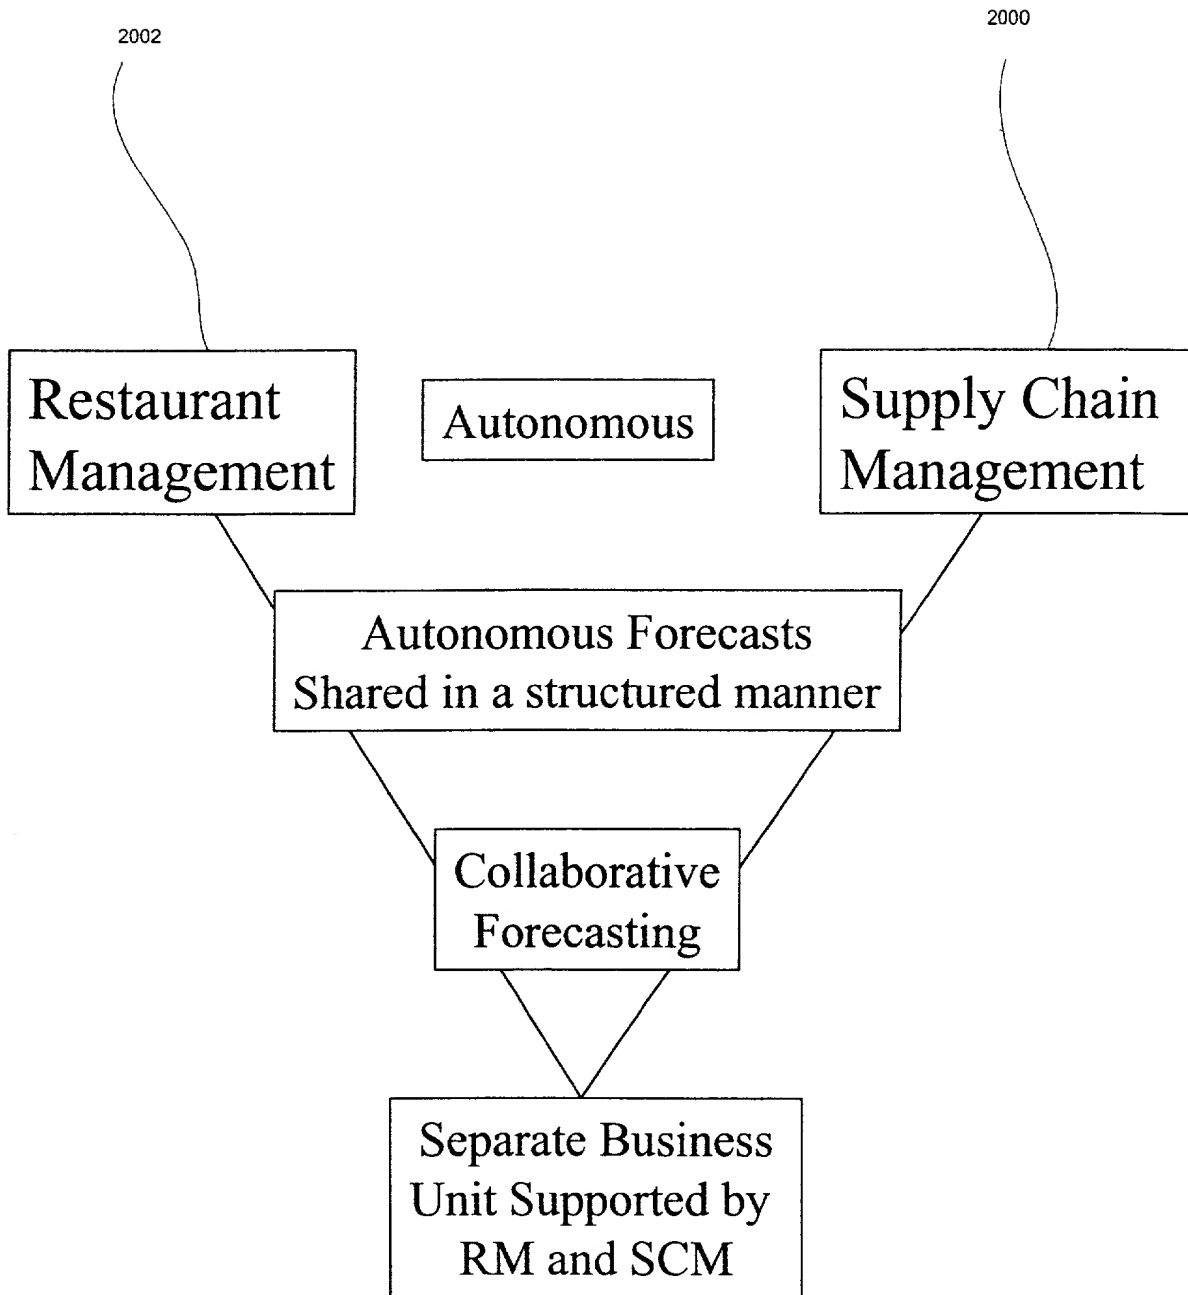 2002
2000
Restaurant
Management
Autonomous
Supply Chain
Management
Autonomous Forecasts
Shared in a structured manner
Collaborative
Forecasting
Separate Business
Unit Supported by
RM and SCM